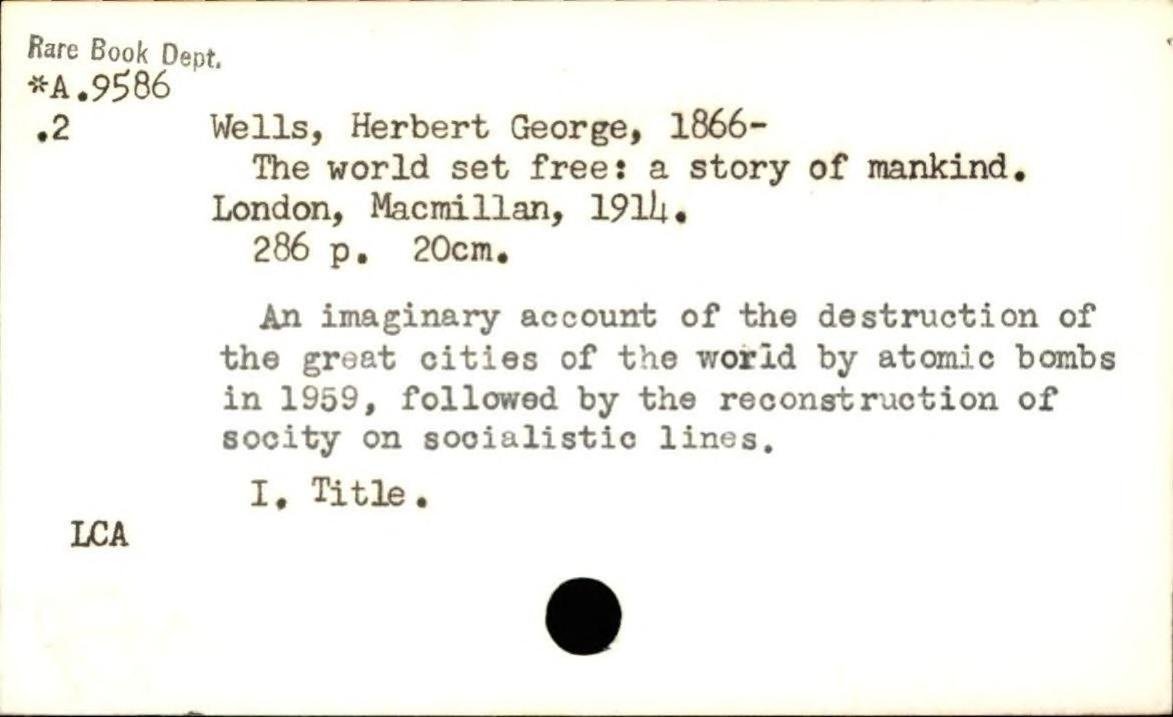 Rare Book Dept.
*A.9586
.2 Wells, Herbert George, 1866-
The world set free: a story of mankind.
London, Macmillan, 1914.
286 p. 20cm.
An imaginary account of the destruction of
the great cities of the world by atomic bombs
in 1959, followed by the reconstruction of
socity on socialistic lines.
I. Title.
LCA